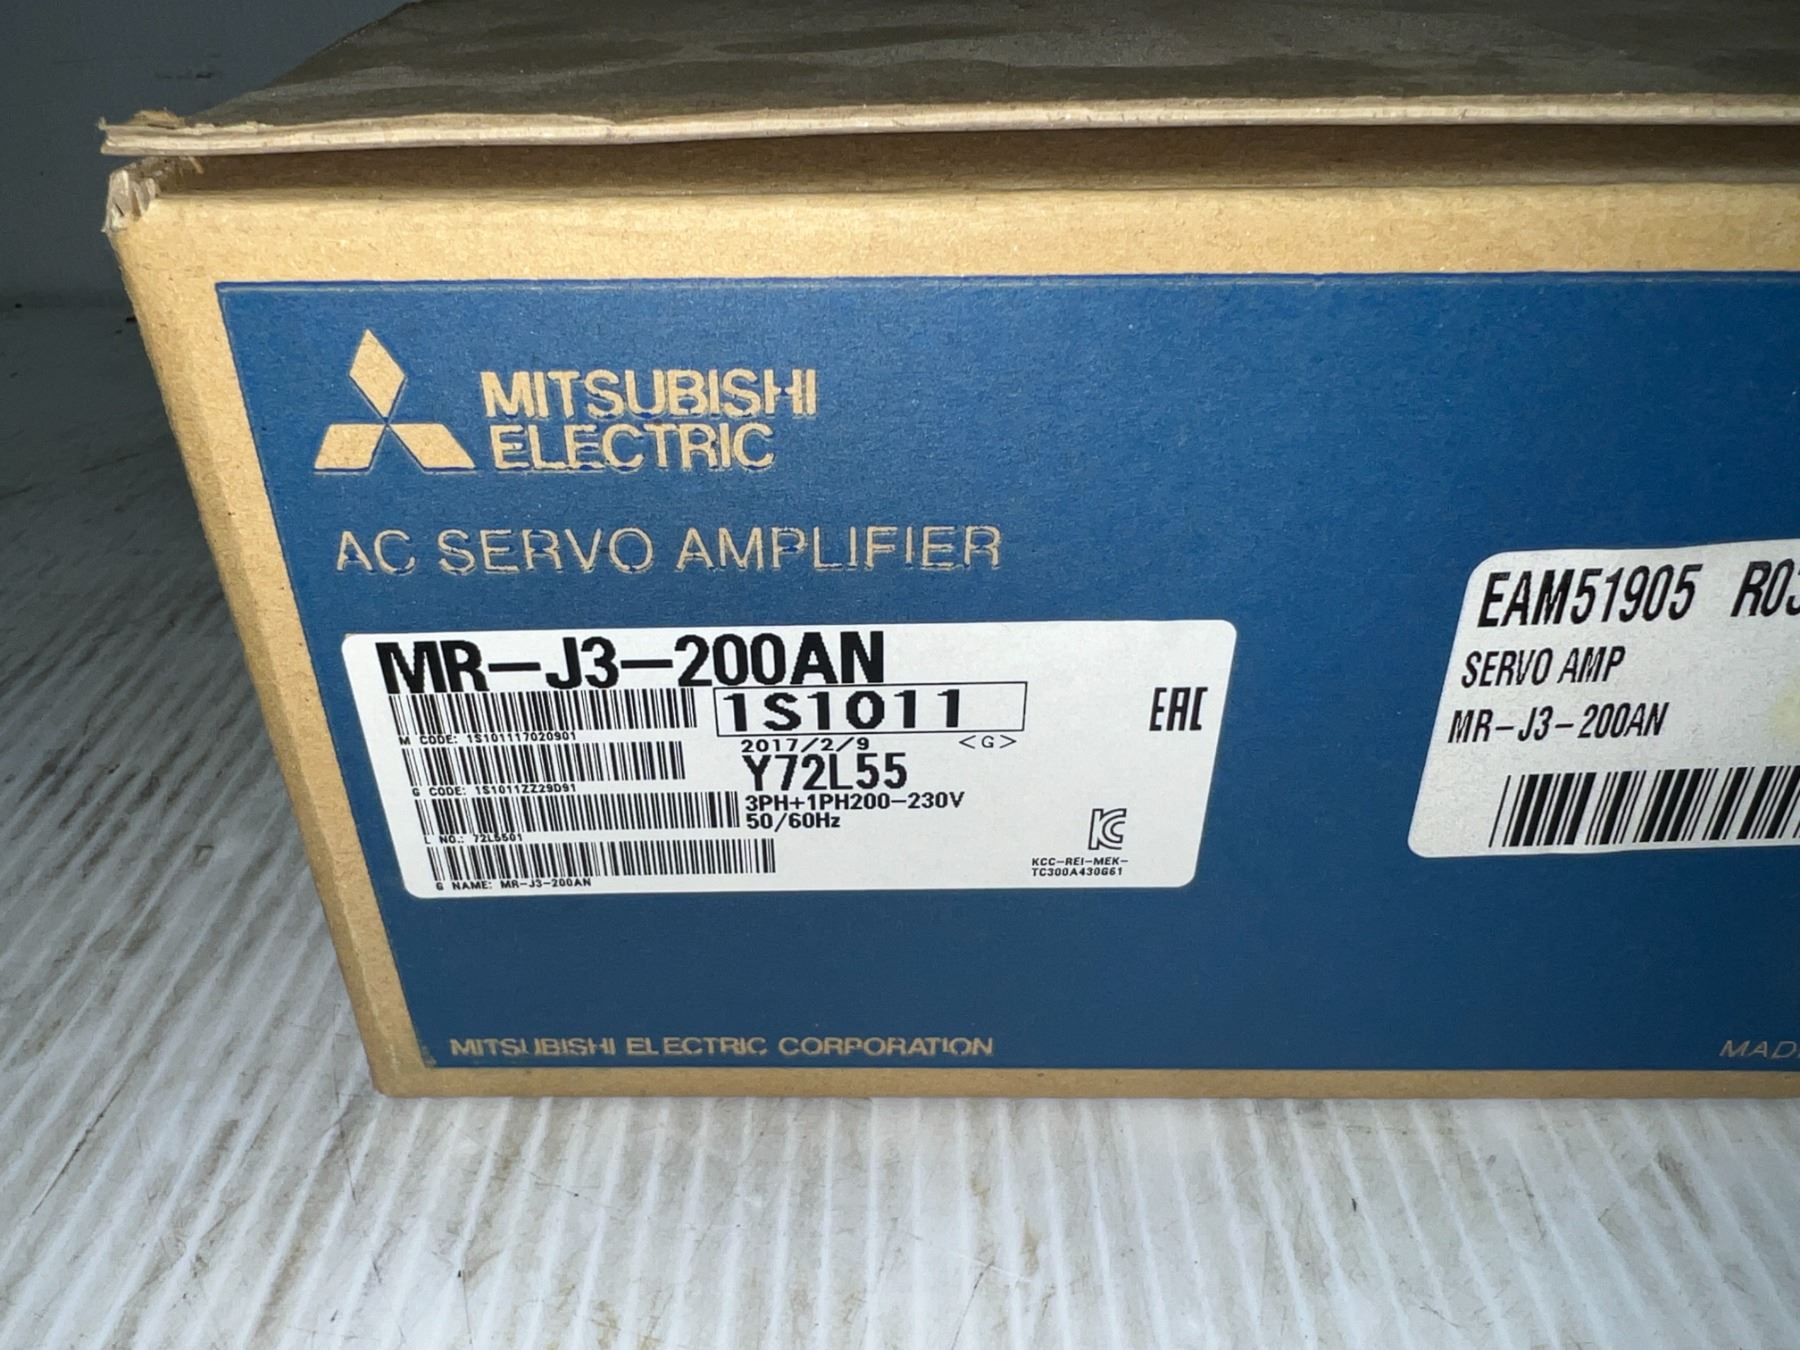 MITSUBISHI
ELECTRIC
AC SERVO AMPLIFIER
MR-J3-200AN
1S1011
M CODE: 1S101117020901
2017/2/9 <G>
Y72L55
G CODE: 1S1011ZZ29D91
3PH+1PH200-230V
50/60Hz
L NO.: 72L5501
G NAME: MR-J3-200AN
EAC
KCC-REI-MEK-
TC300A430G61
EAM51905
SERVO AMP
MR-J3-200AN
MITSUBISHI ELECTRIC CORPORATION